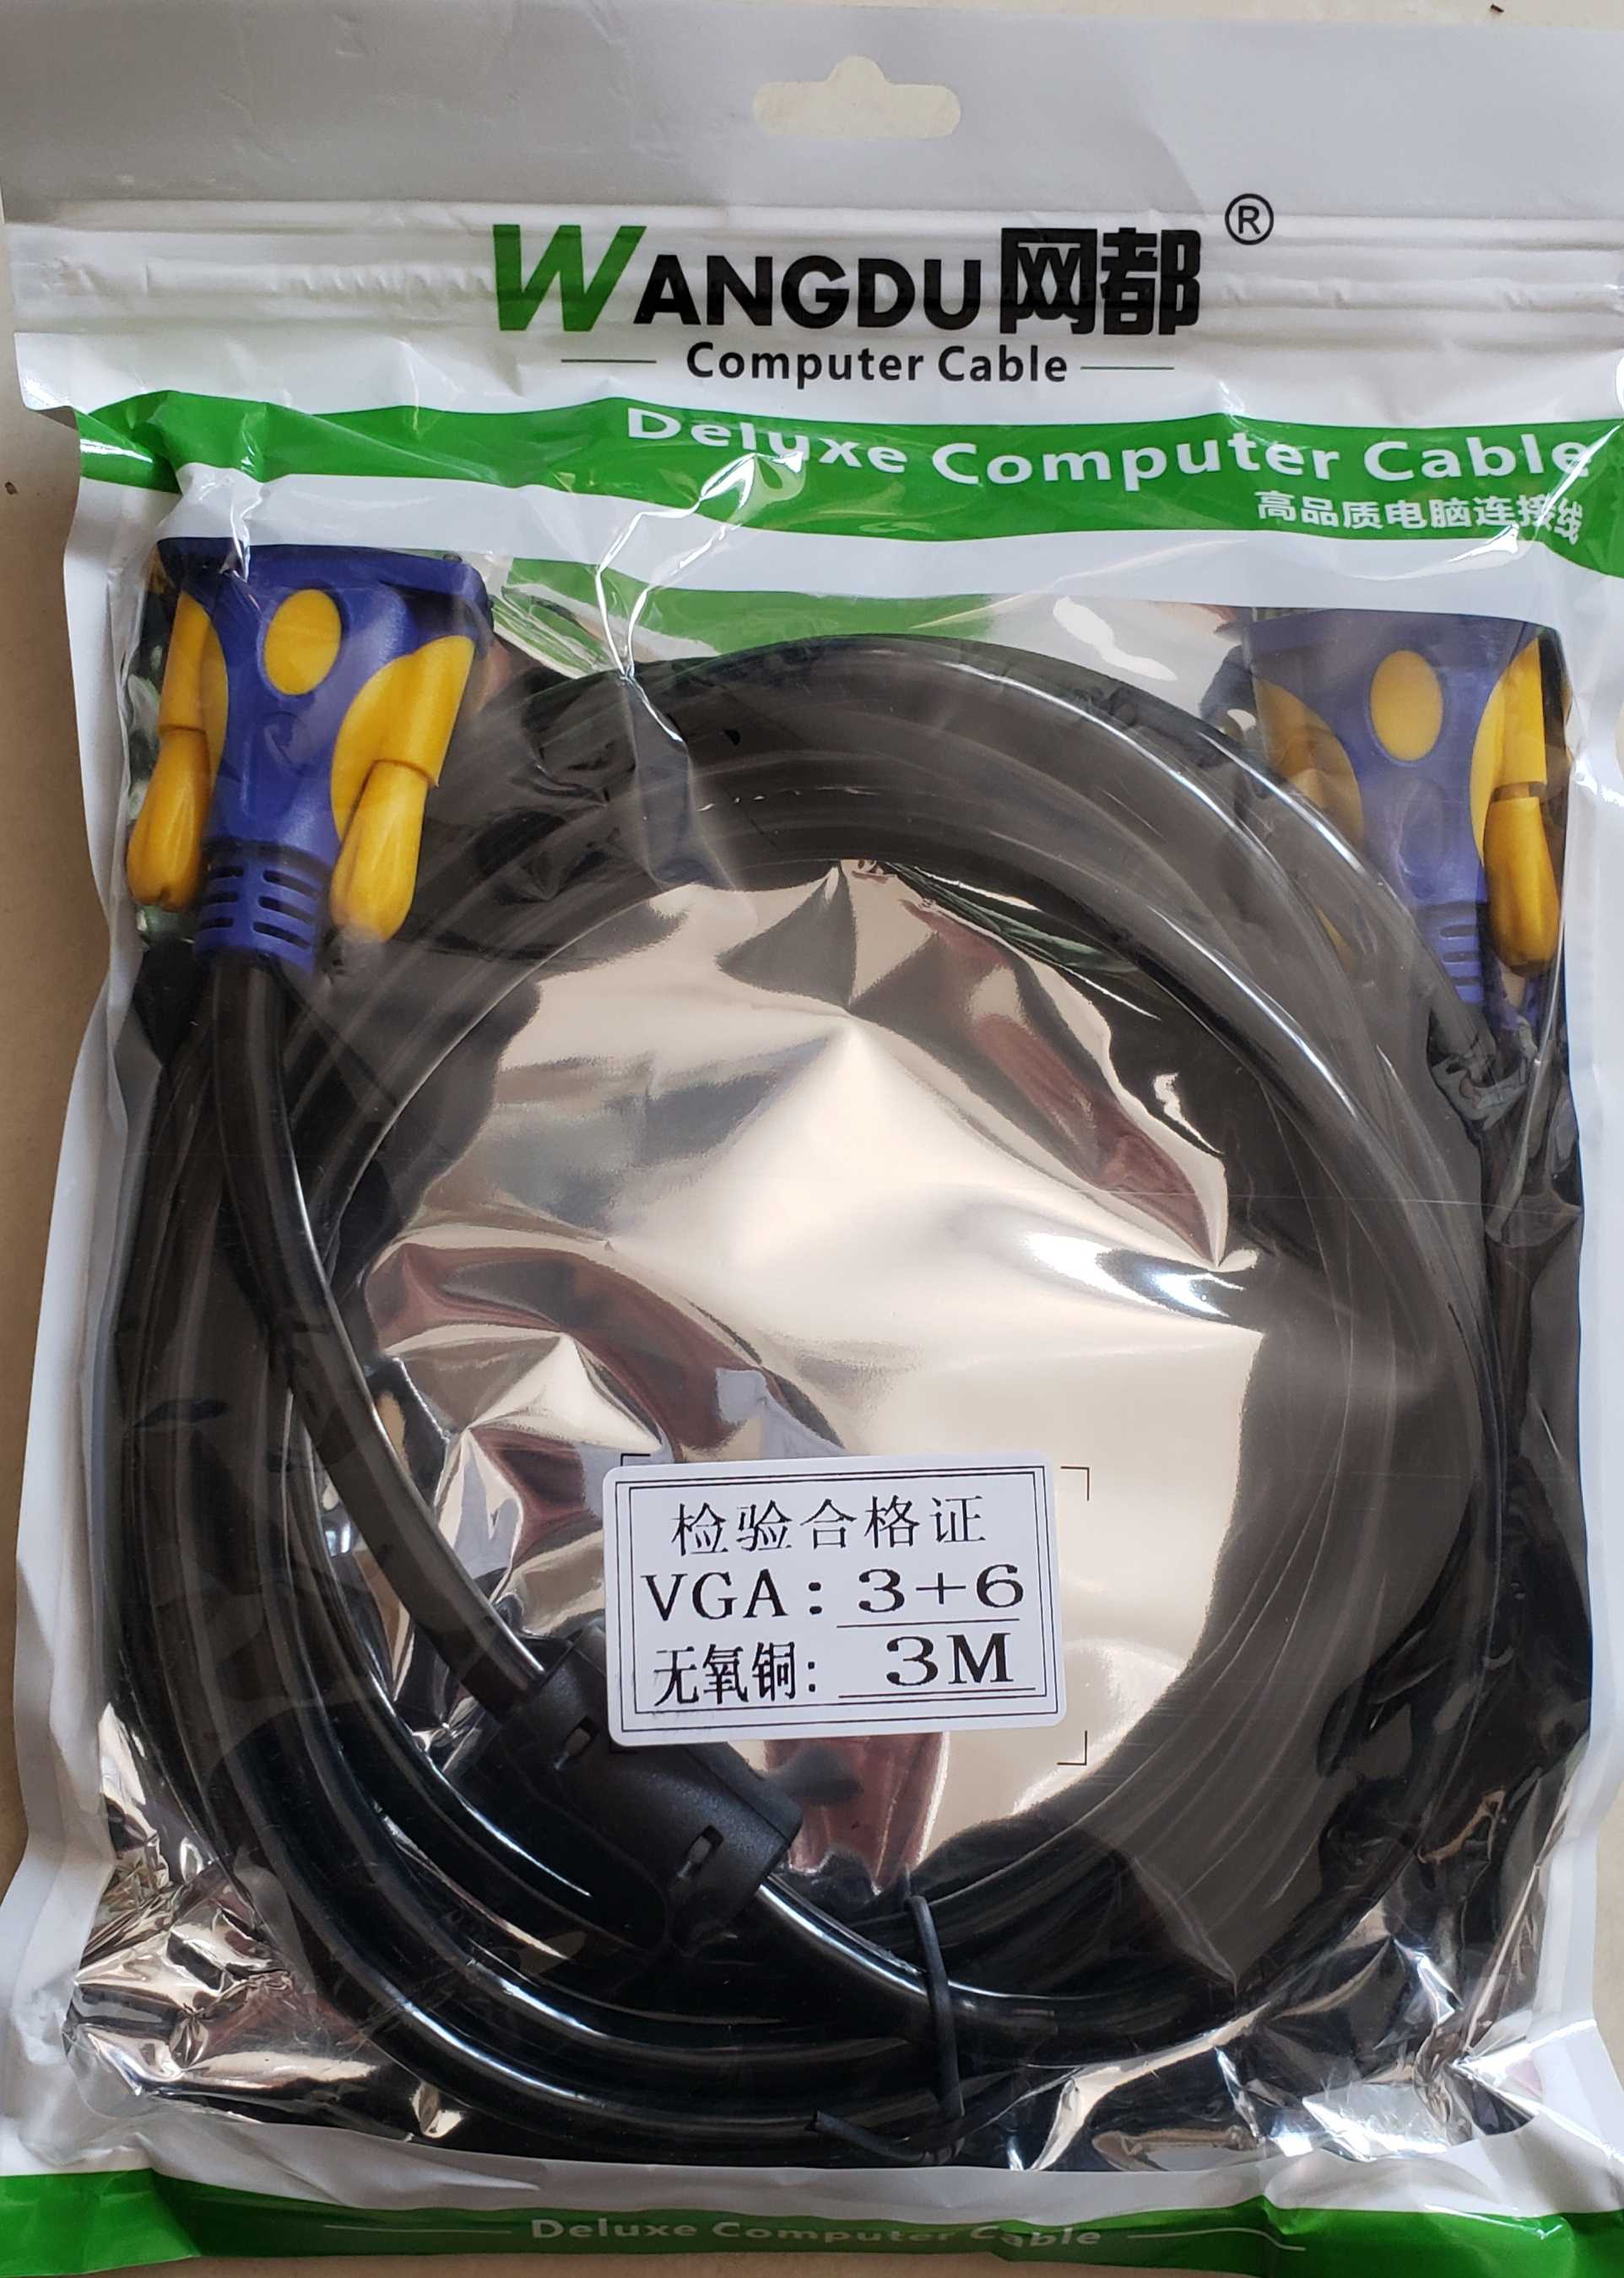 WANGDU网都®
Computer Cable
Deluxe Computer Cable
高品质电脑连接线
检验合格证
VGA: 3+6
无氧铜: 3M
Deluxe Computer Cable